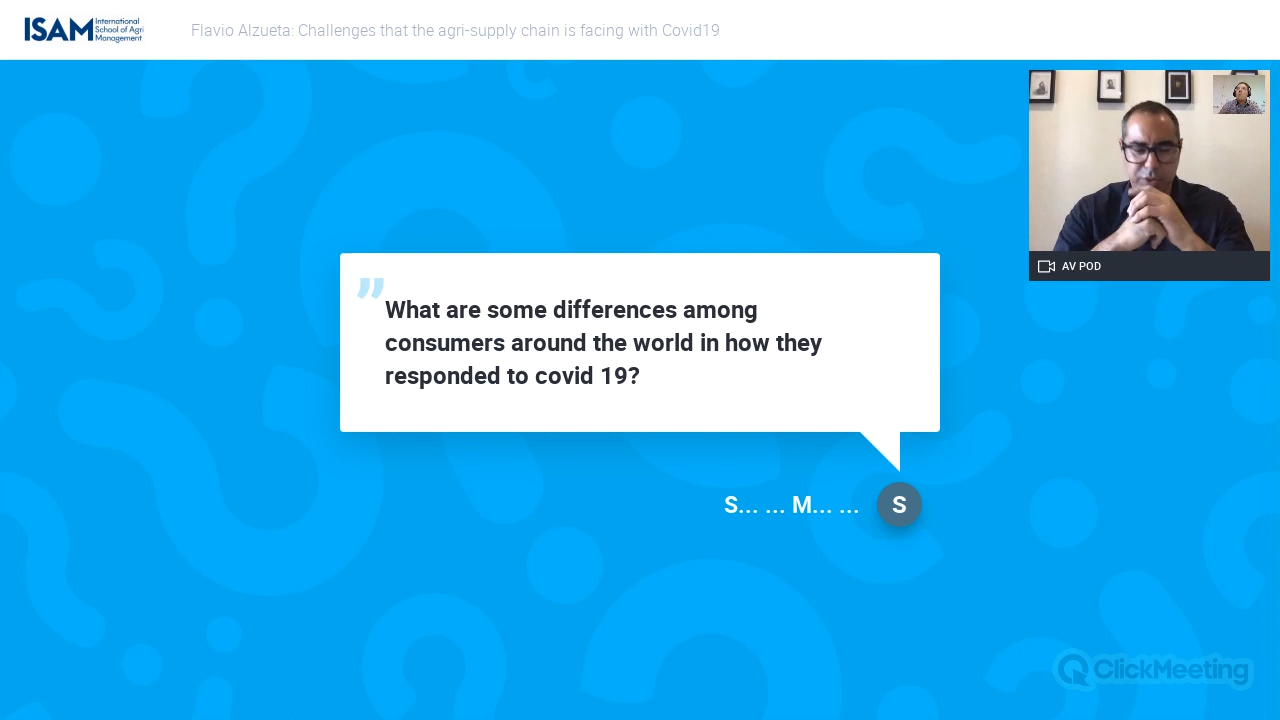 ISAM
International
School of Agri
Management
Flavio Alzueta: Challenges that the agri-supply chain is facing with Covid19
AV POD
"
What are some differences among
consumers around the world in how they
responded to covid 19?
S... ... M... ...
S
ClickMeeting